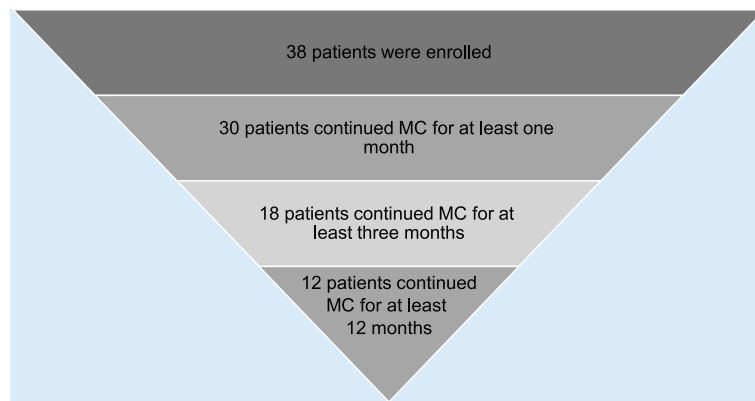 38 patients were enrolled
30 patients continued MC for at least one
month
18 patients continued MC for at
least three months
12 patients continued
MC for at least
12 months